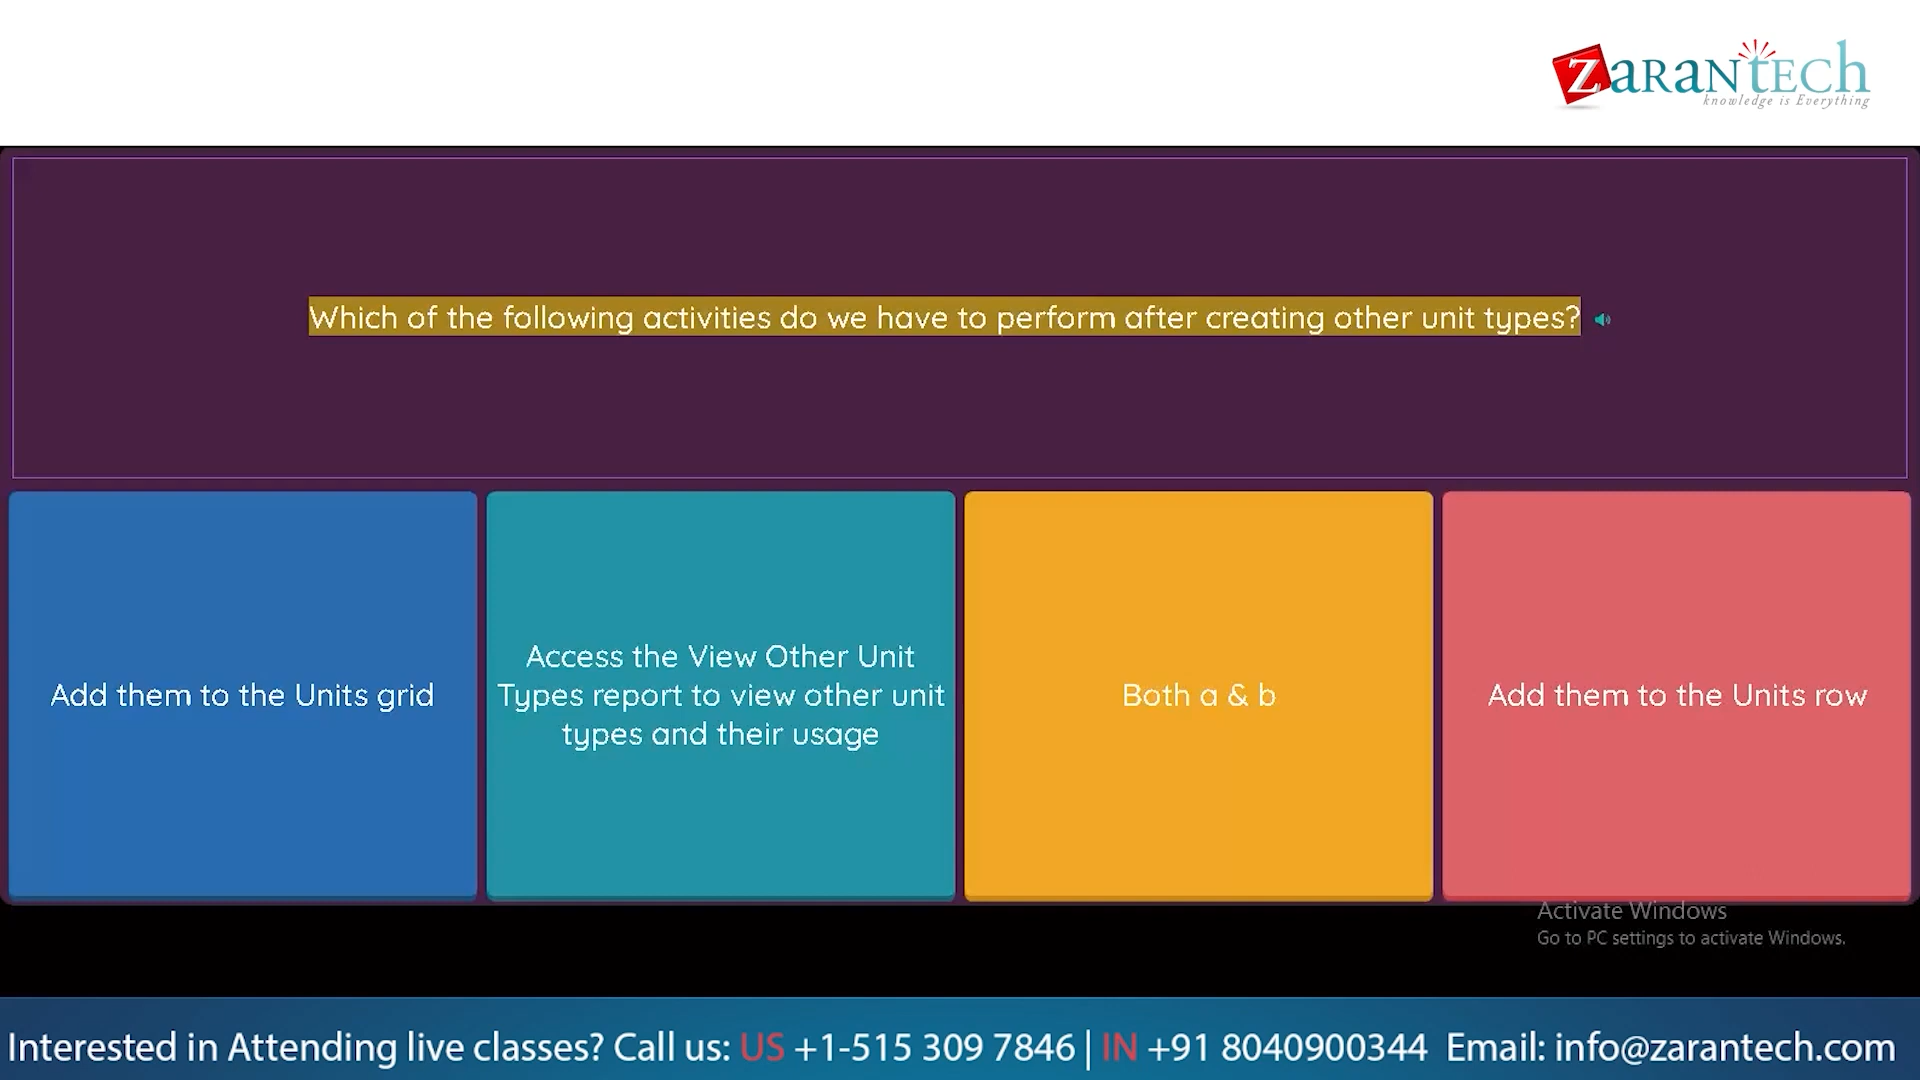 ZaranTech
knowledge is Everything
Which of the following activities do we have to perform after creating other unit types?
Add them to the Units grid
Access the View Other Unit
Types report to view other unit
types and their usage
Both a & b
Add them to the Units row
Activate Windows
Go to PC settings to activate Windows.
Interested in Attending live classes? Call us: US +1-515 309 7846 | IN +91 8040900344 Email: info@zarantech.com